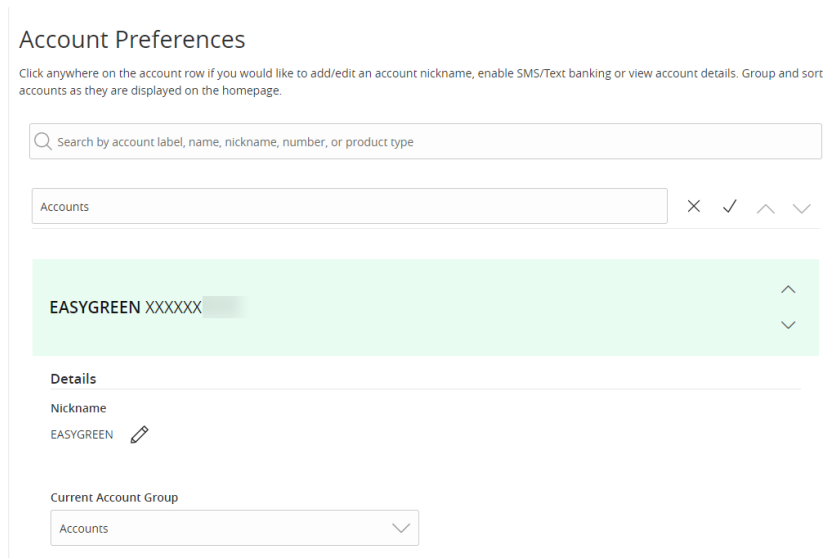 Account Preferences
Click anywhere on the account row if you would like to add/edit an account nickname, enable SMS/Text banking or view account details. Group and sort
accounts as they are displayed on the homepage.
Search by account label, name, nickname, number, or product type
Accounts
EASYGREEN XXXXXX
Details
Nickname
EASYGREEN
Current Account Group
Accounts